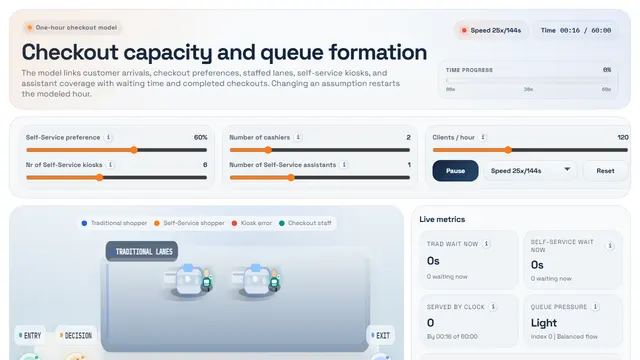 One-hour checkout model
Speed 25x/144s
Time 00:16 / 60:00
Checkout capacity and queue formation
The model links customer arrivals, checkout preferences, staffed lanes, self-service kiosks, and
assistant coverage with waiting time and completed checkouts. Changing an assumption restarts
the modeled hour.
TIME PROGRESS 0%
00m 30m 60m
Self-Service preference i 60%
Nr of Self-Service kiosks i 6
Number of cashiers i 2
Number of Self-Service assistants i 1
Clients / hour i 120
Pause Speed 25x/144s Reset
Traditional shopper Self-Service shopper Kiosk error Checkout staff
TRADITIONAL LANES
ENTRY DECISION EXIT
Live metrics
TRAD WAIT NOW i
0s
0 waiting now
SELF-SERVICE WAIT NOW i
0s
0 waiting now
SERVED BY CLOCK i
0
By 00:16 of 60:00
QUEUE PRESSURE i
Light
Index 0 | Balanced flow